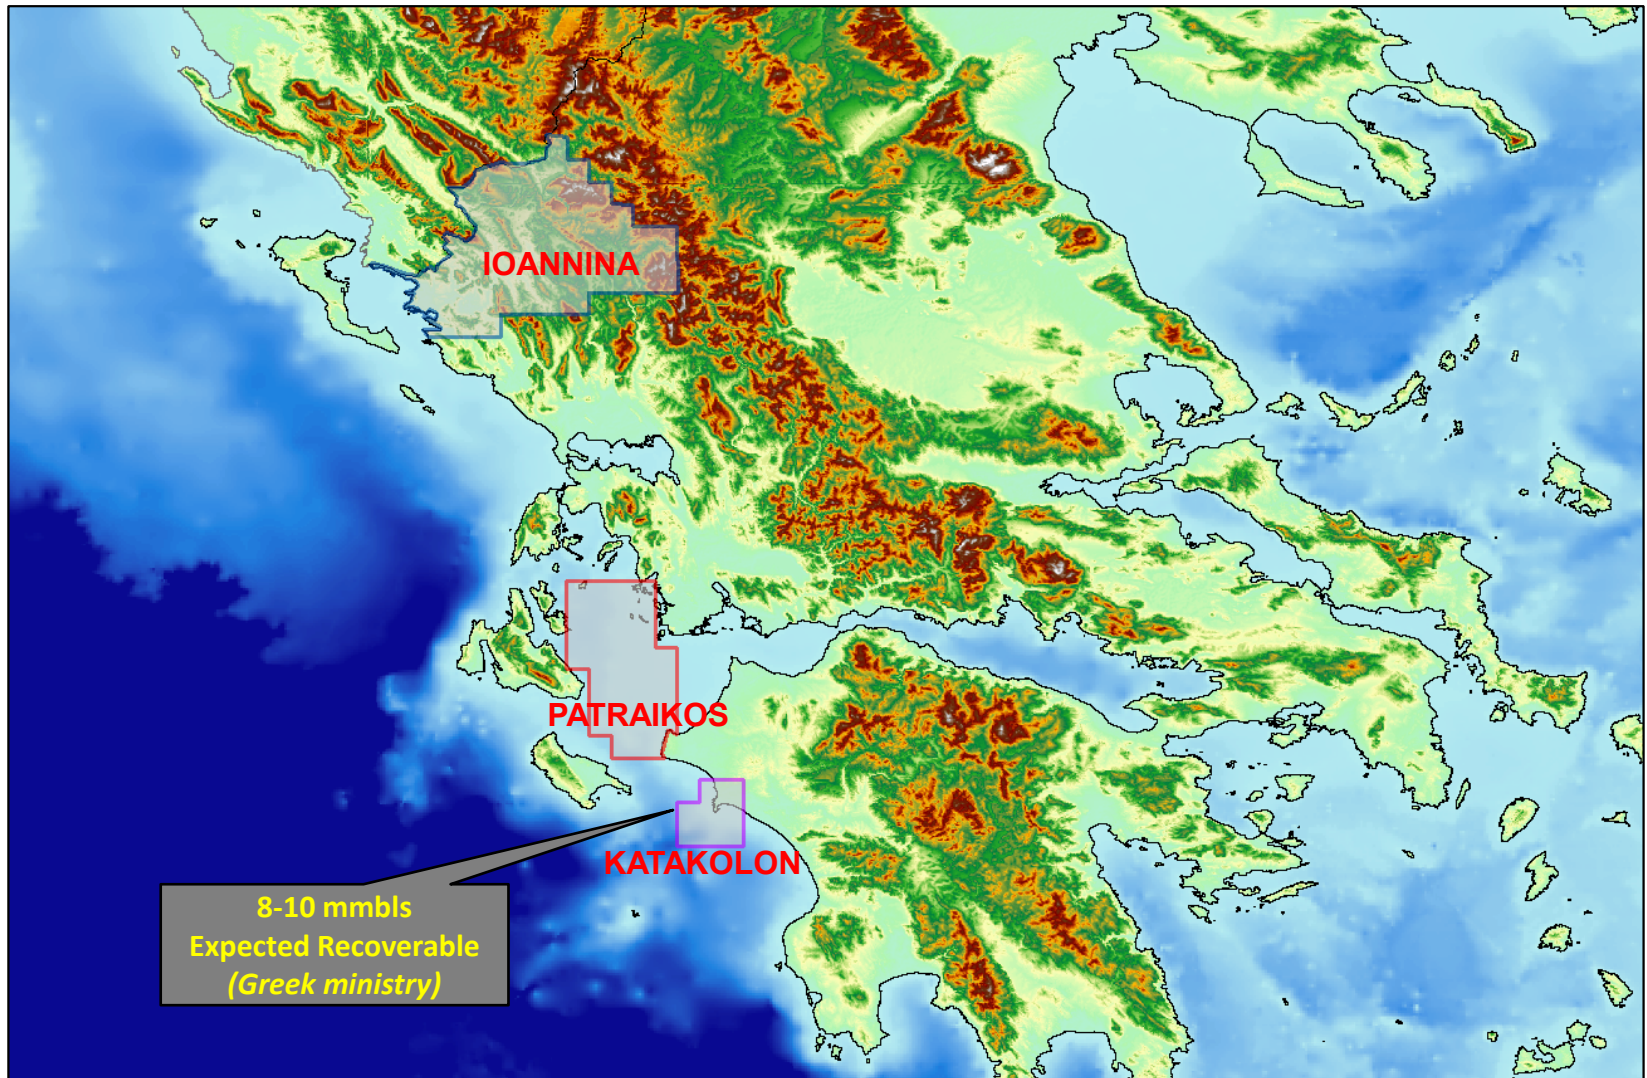 IOANNINA
PATRAIKOS
KATAKOLON
8-10 mmbls
Expected Recoverable
(Greek ministry)